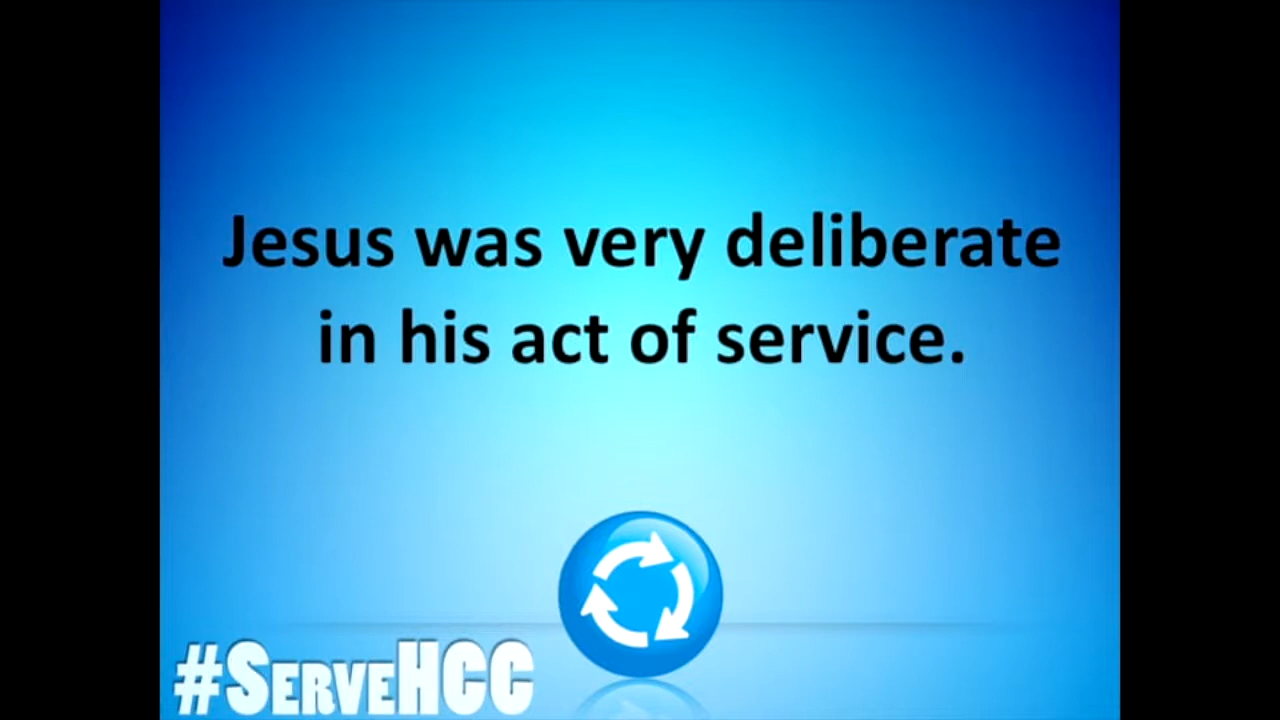 Jesus was very deliberate
in his act of service.
#SERVEHCC